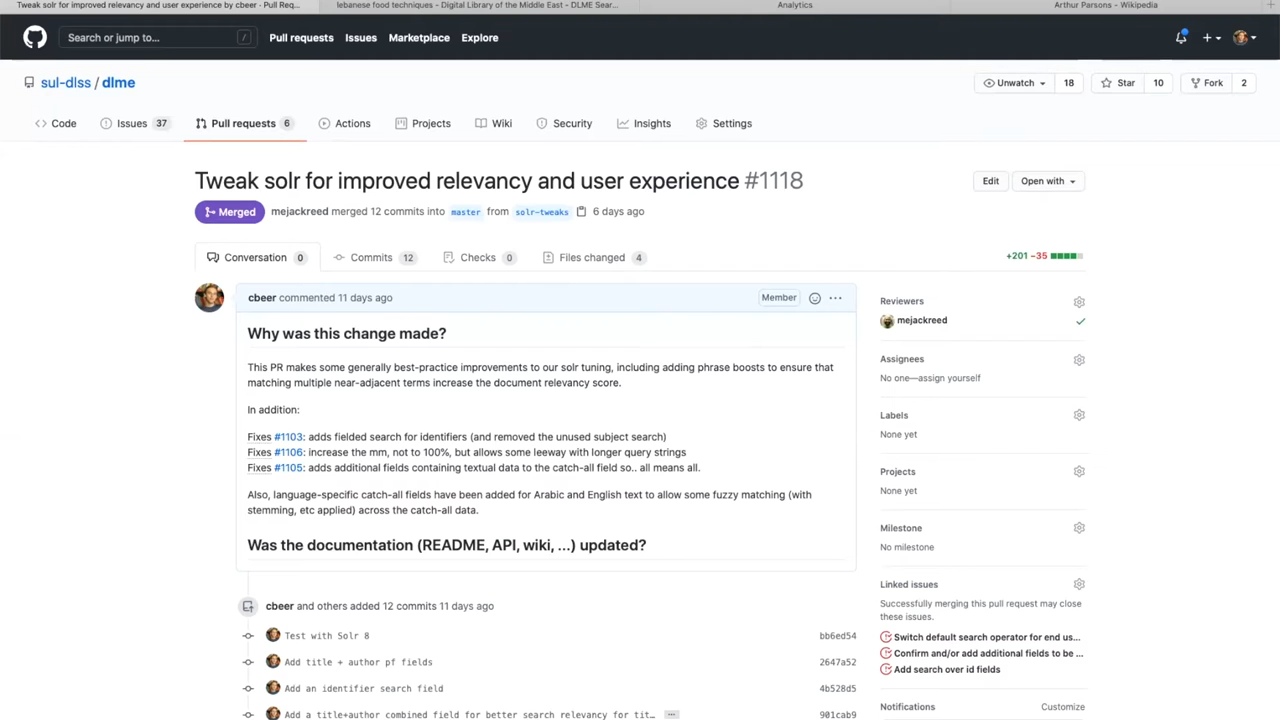 Tweak solr for improved relevancy and user experience by cbeer · Pull Req...
lebanese food techniques - Digital Library of the Middle East - DLME Sear...
Analytics
Arthur Parsons - Wikipedia
+
Search or jump to...
/
Pull requests
Issues
Marketplace
Explore
sul-dlss / dlme
Unwatch 18
Star 10
Fork 2
Code
Issues 37
Pull requests 6
Actions
Projects
Wiki
Security
Insights
Settings
Tweak solr for improved relevancy and user experience #1118
Edit
Open with
Merged
mejackreed merged 12 commits into master from solr-tweaks 6 days ago
Conversation 0
Commits 12
Checks 0
Files changed 4
+201 −35
cbeer commented 11 days ago
Member
Why was this change made?
This PR makes some generally best-practice improvements to our solr tuning, including adding phrase boosts to ensure that
matching multiple near-adjacent terms increase the document relevancy score.
In addition:
Fixes #1103: adds fielded search for identifiers (and removed the unused subject search)
Fixes #1106: increase the mm, not to 100%, but allows some leeway with longer query strings
Fixes #1105: adds additional fields containing textual data to the catch-all field so.. all means all.
Also, language-specific catch-all fields have been added for Arabic and English text to allow some fuzzy matching (with
stemming, etc applied) across the catch-all data.
Was the documentation (README, API, wiki, ...) updated?
cbeer and others added 12 commits 11 days ago
Test with Solr 8 bb6ed54
Add title + author pf fields 2647a52
Add an identifier search field 4b528d5
Add a title+author combined field for better search relevancy for tit… ... 901cab9
Reviewers
mejackreed
Assignees
No one—assign yourself
Labels
None yet
Projects
None yet
Milestone
No milestone
Linked issues
Successfully merging this pull request may close
these issues.
Switch default search operator for end us...
Confirm and/or add additional fields to be ...
Add search over id fields
Notifications
Customize